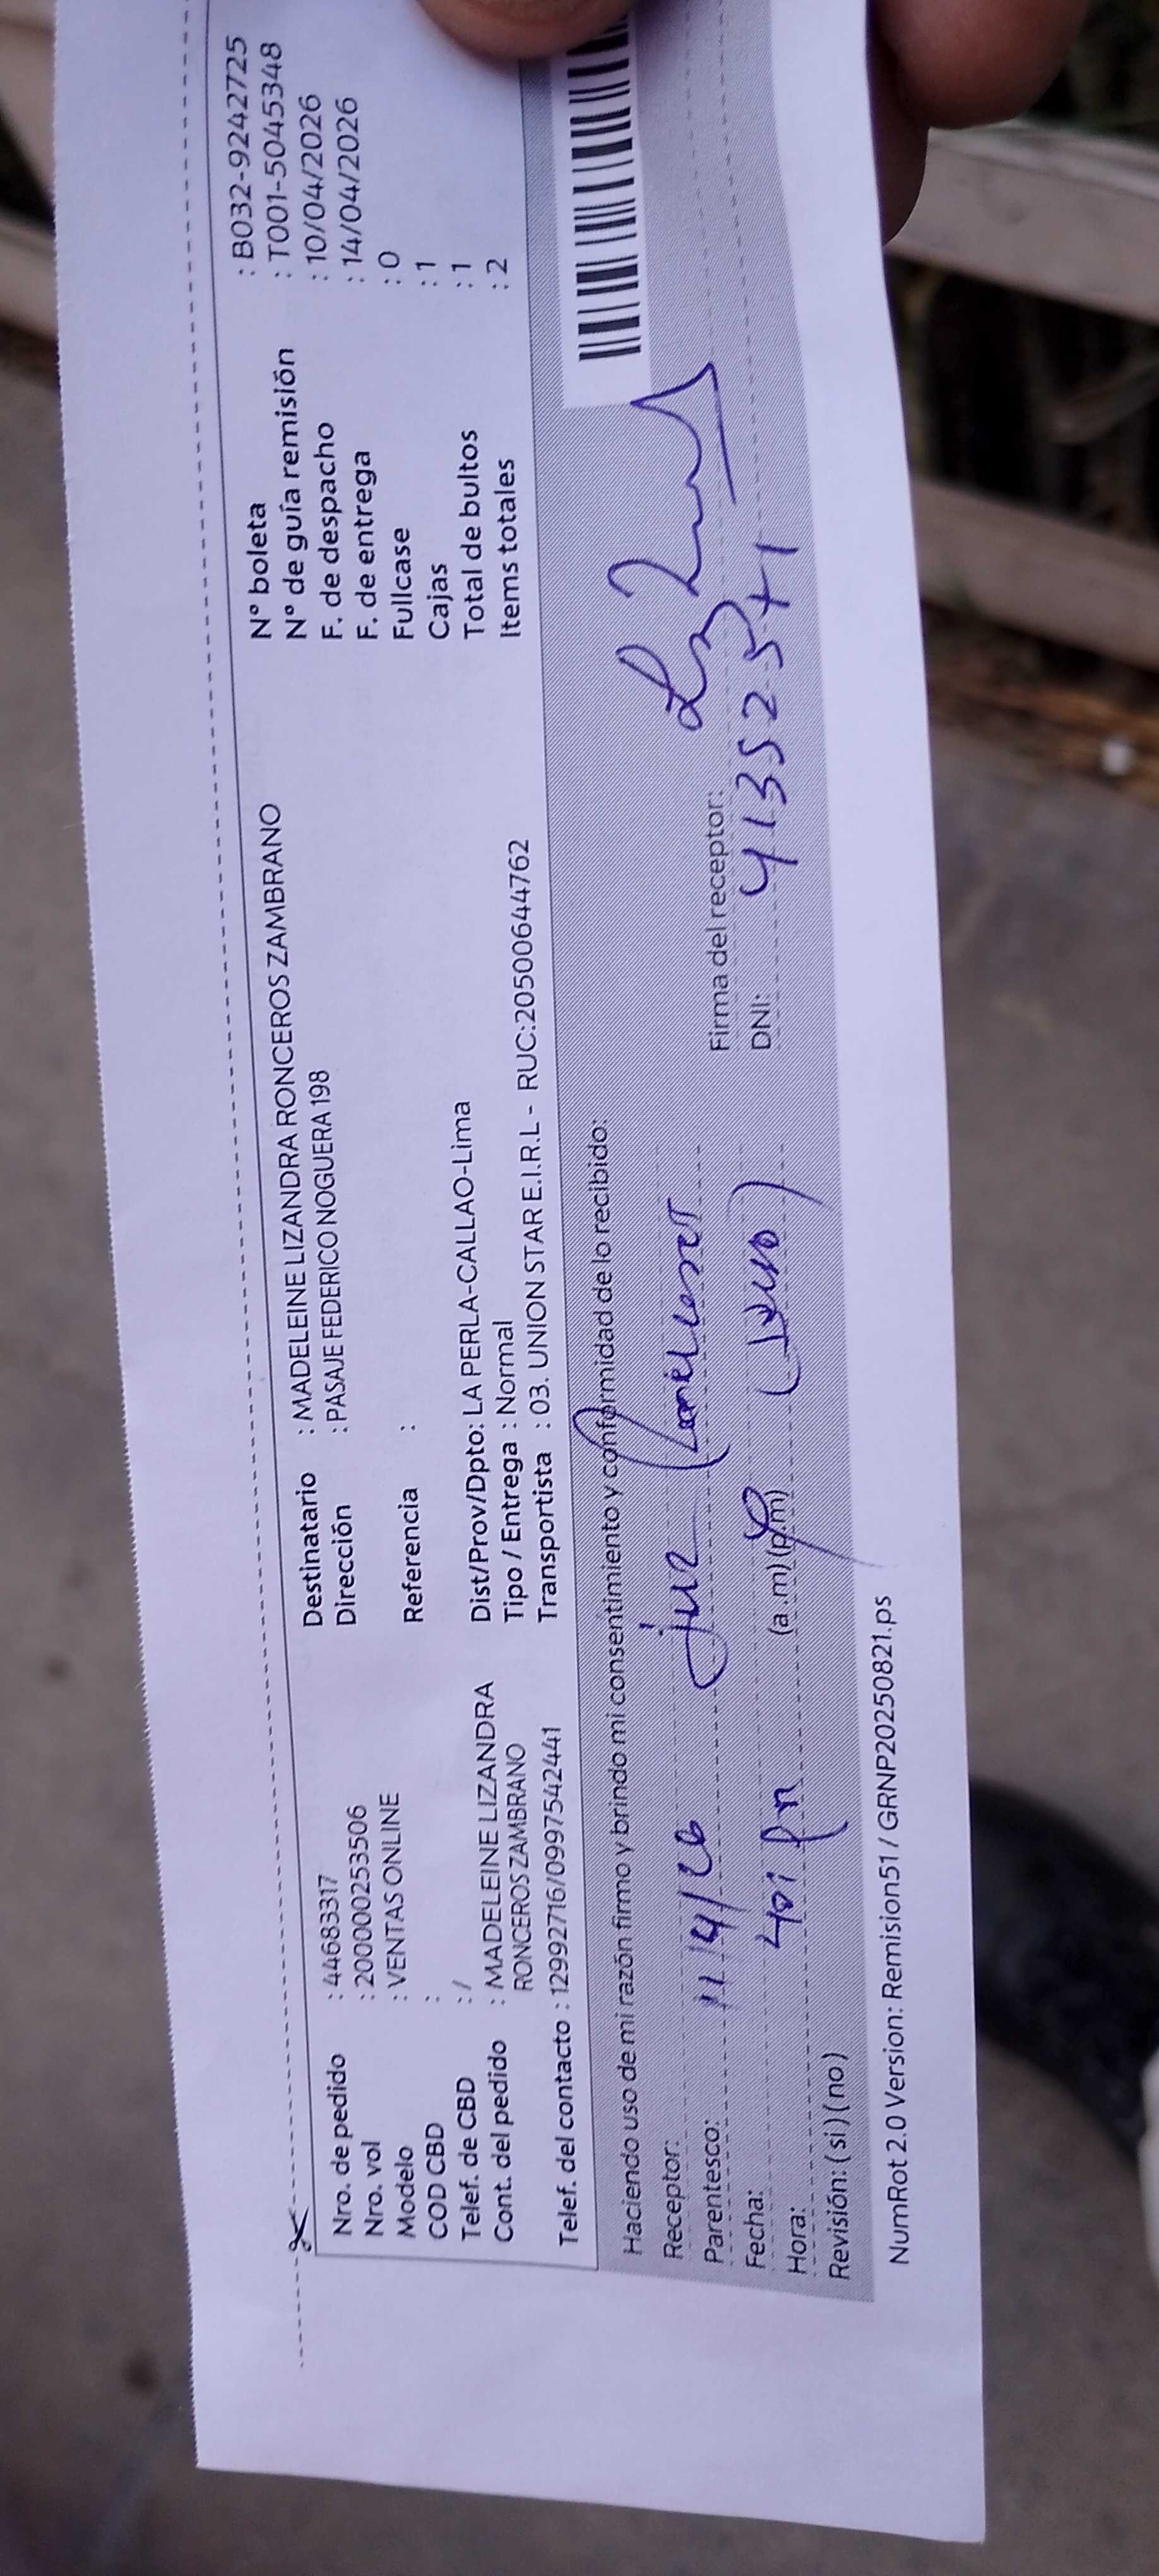 Nro. de pedido : 44683317
Nro. vol : 200000253506
Modelo : VENTAS ONLINE
COD CBD :
Telef. de CBD : /
Cont. del pedido : MADELEINE LIZANDRA
RONCEROS ZAMBRANO
Telef. del contacto : 12992716/0997542441
Destinatario : MADELEINE LIZANDRA RONCEROS ZAMBRANO
Dirección : PASAJE FEDERICO NOGUERA 198
Referencia :
Dist/Prov/Dpto: LA PERLA-CALLAO-Lima
Tipo / Entrega : Normal
Transportista : 03. UNION STAR E.I.R.L - RUC:20500644762
N° boleta : B032-9242725
N° de guía remisión : T001-5045348
F. de despacho : 10/04/2026
F. de entrega : 14/04/2026
Fullcase : 0
Cajas : 1
Total de bultos : 1
Items totales : 2
Haciendo uso de mi razón firmo y brindo mi consentimiento y conformidad de lo recibido:
Receptor:
Parentesco:
Fecha: 11/4/26
Hora: (a.m) (p.m)
Revisión: (si) (no)
Firma del receptor:
DNI: 41352571
NumRot 2.0 Version: Remision51 / GRNP20250821.ps